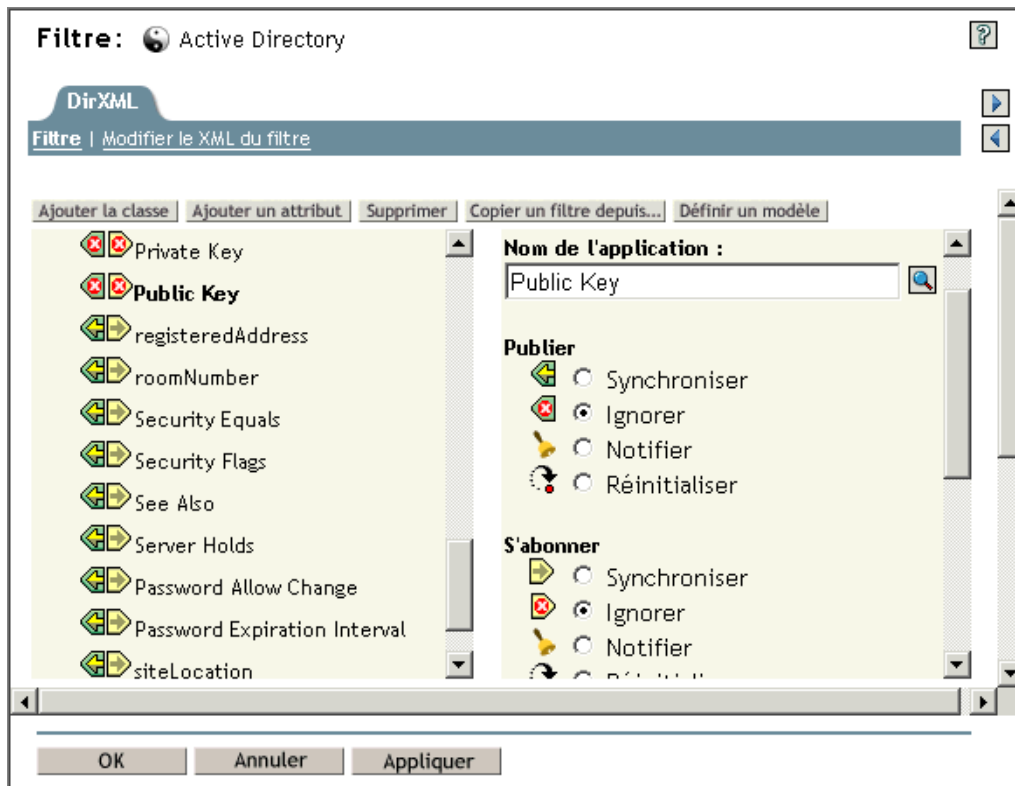 Filtre: Active Directory
DirXML
Filtre | Modifier le XML du filtre
Ajouter la classe Ajouter un attribut Supprimer Copier un filtre depuis... Définir un modèle
Private Key
Public Key
registeredAddress
roomNumber
Security Equals
Security Flags
See Also
Server Holds
Password Allow Change
Password Expiration Interval
siteLocation
Nom de l'application :
Public Key
Publier
Synchroniser
Ignorer
Notifier
Réinitialiser
S'abonner
Synchroniser
Ignorer
Notifier
OK Annuler Appliquer